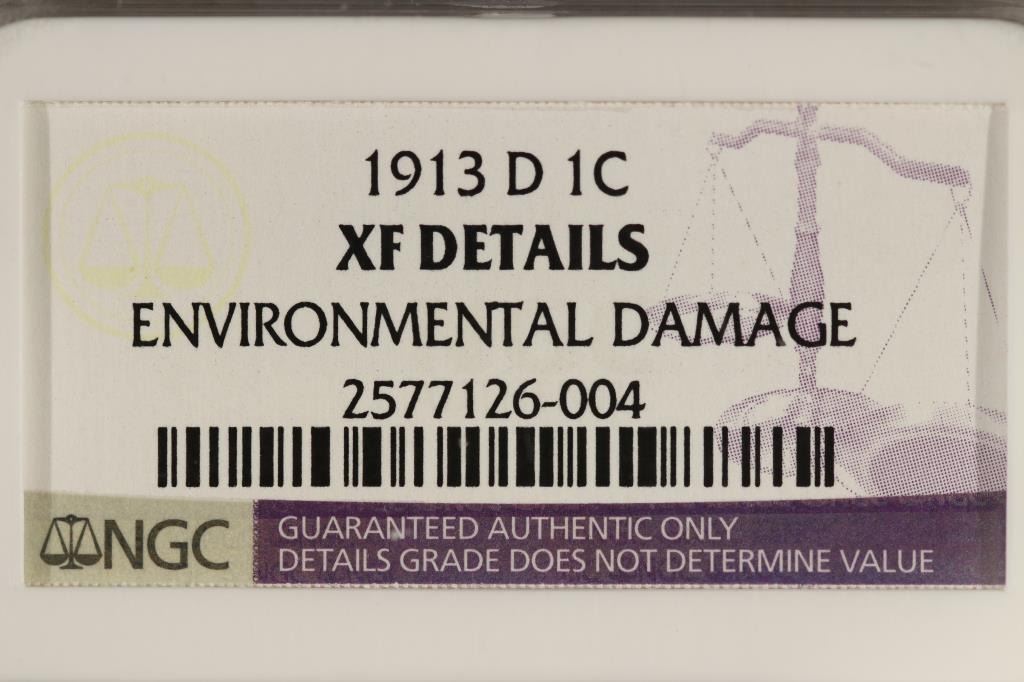 1913 D 1C
XF DETAILS
ENVIRONMENTAL DAMAGE
2577126-004
NGC
GUARANTEED AUTHENTIC ONLY
DETAILS GRADE DOES NOT DETERMINE VALUE